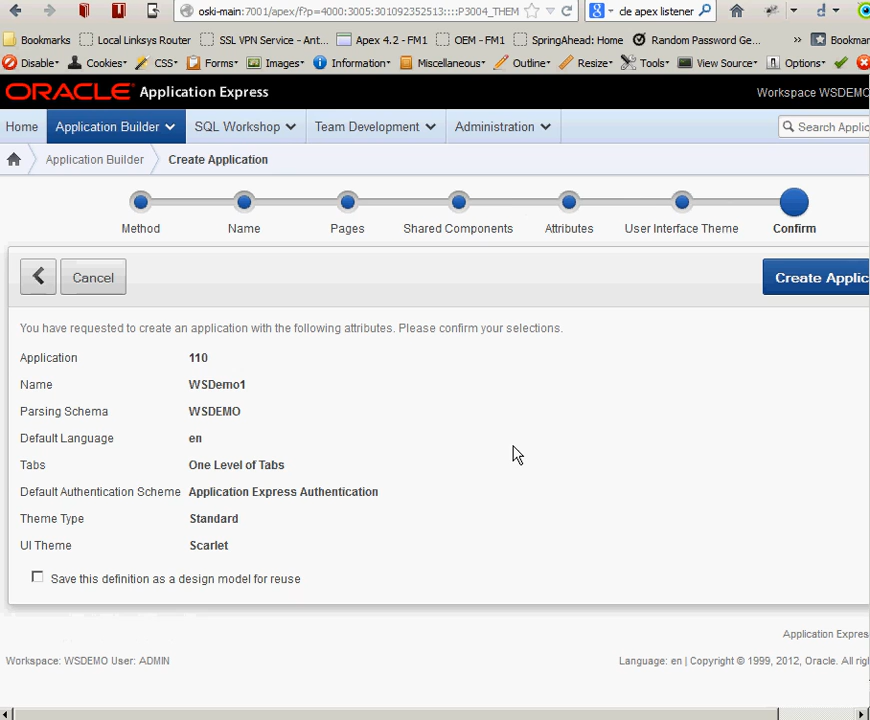 oski-main:7001/apex/f?p=4000:3005:301092352513::::P3004_THEM
cle apex listener
Bookmarks Local Linksys Router SSL VPN Service - Ant... Apex 4.2 - FM1 OEM - FM1 SpringAhead: Home Random Password Ge... » Bookmar
Disable▾ Cookies▾ CSS▾ Forms▾ Images▾ Information▾ Miscellaneous▾ Outline▾ Resize▾ Tools▾ View Source▾ Options▾
ORACLE Application Express
Workspace WSDEMO
Home Application Builder SQL Workshop Team Development Administration Search Applic
Application Builder Create Application
Method Name Pages Shared Components Attributes User Interface Theme Confirm
Cancel Create Applic
You have requested to create an application with the following attributes. Please confirm your selections.
Application 110
Name WSDemo1
Parsing Schema WSDEMO
Default Language en
Tabs One Level of Tabs
Default Authentication Scheme Application Express Authentication
Theme Type Standard
UI Theme Scarlet
Save this definition as a design model for reuse
Application Expres
Workspace: WSDEMO User: ADMIN Language: en | Copyright © 1999, 2012, Oracle. All righ